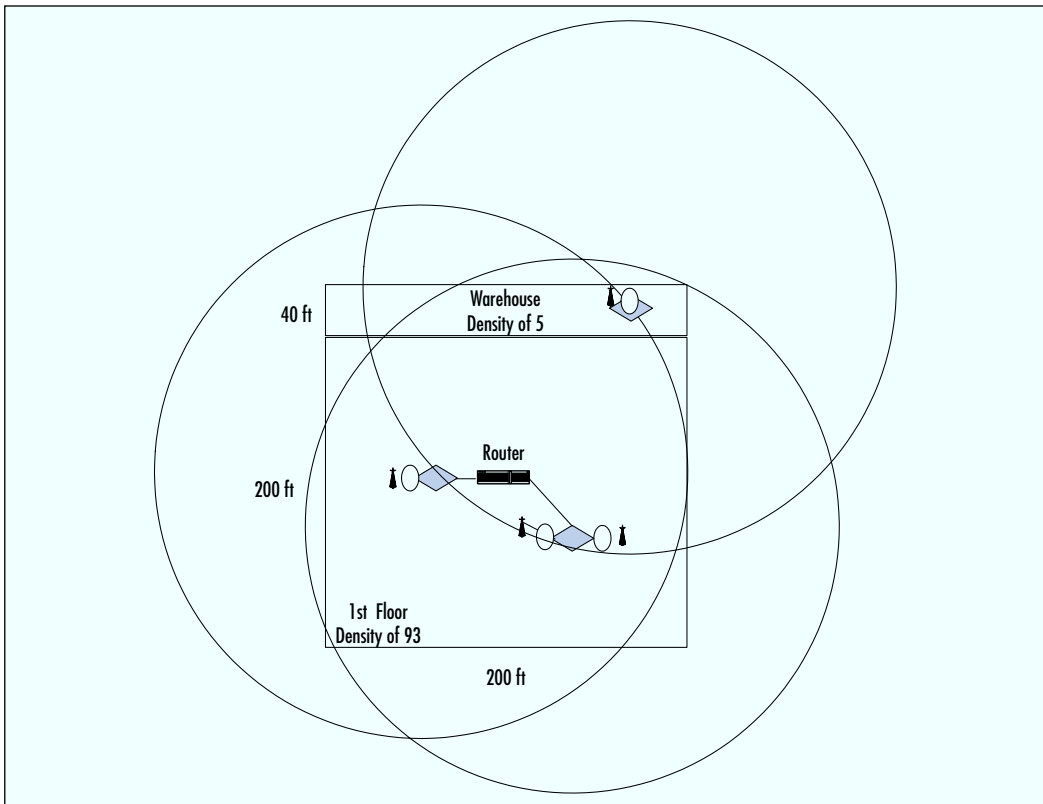 Warehouse
Density of 5
40 ft
Router
200 ft
1st Floor
Density of 93
200 ft